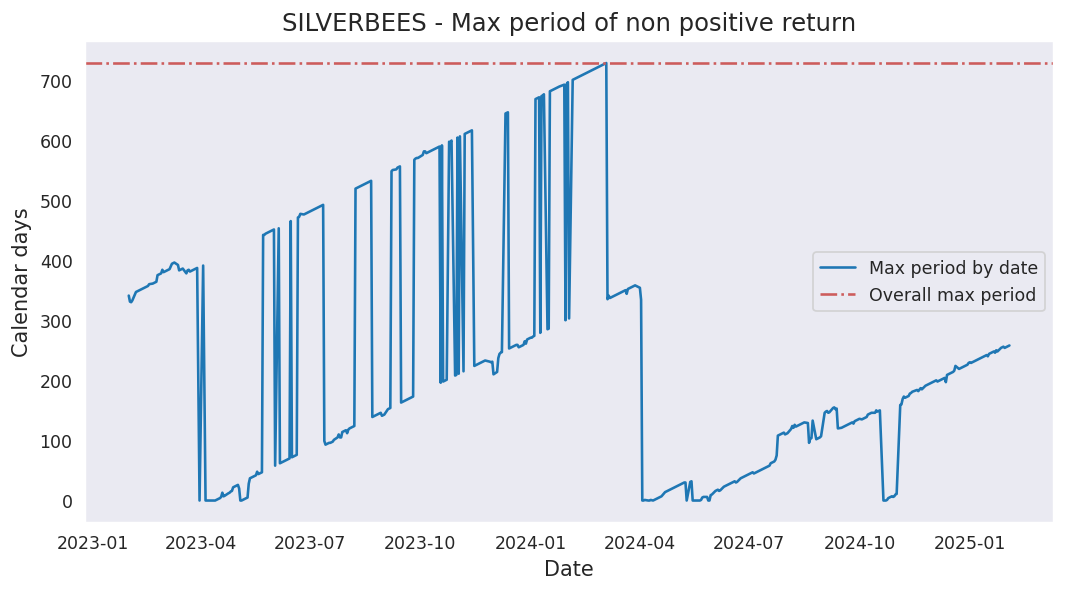 SILVERBEES - Max period of non positive return
Calendar days
700
600
500
400
300
200
100
0
Max period by date
Overall max period
2023-01 2023-04 2023-07 2023-10 2024-01 2024-04 2024-07 2024-10 2025-01
Date